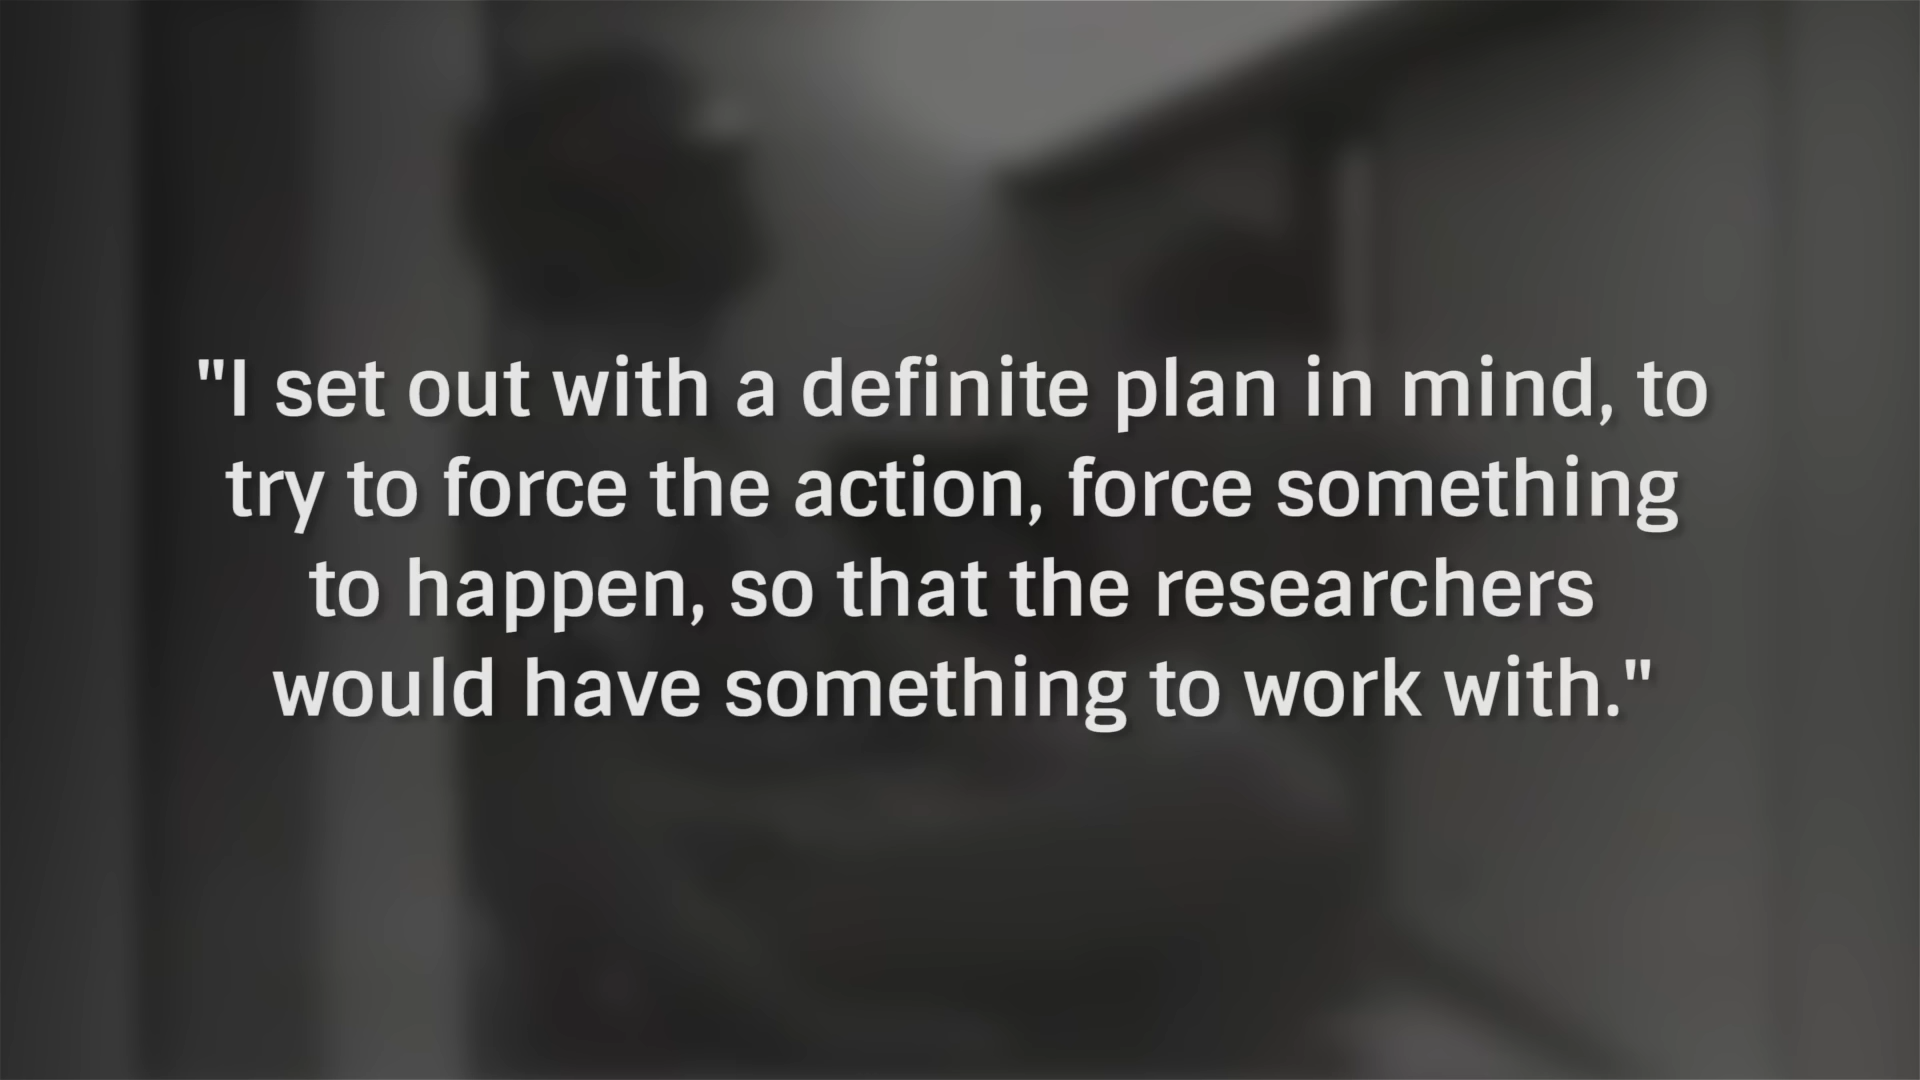 "I set out with a definite plan in mind, to
try to force the action, force something
to happen, so that the researchers
would have something to work with."